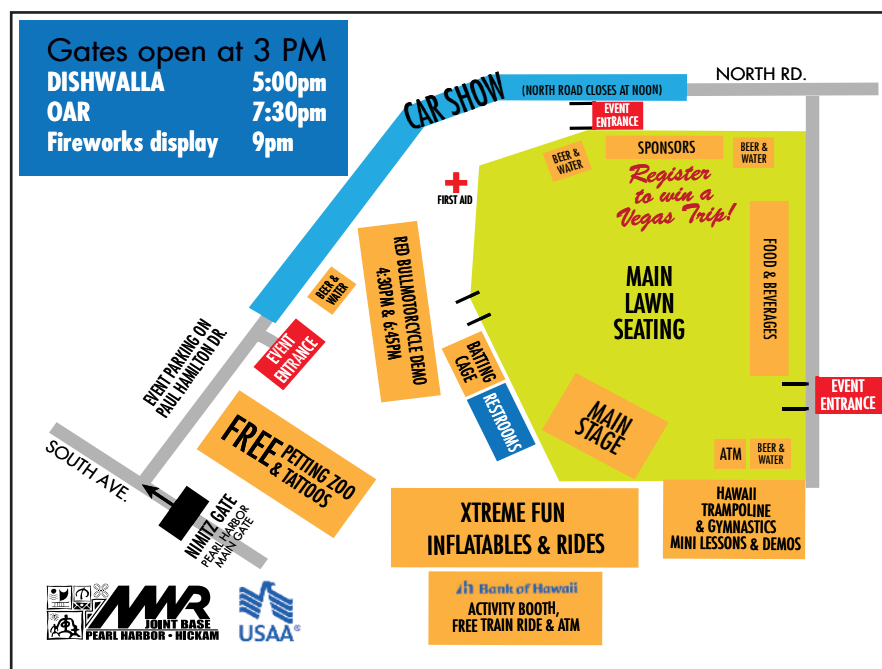 Gates open at 3 PM
DISHWALLA 5:00pm
OAR 7:30pm
Fireworks display 9pm
CAR SHOW
(NORTH ROAD CLOSES AT NOON)
NORTH RD.
EVENT
ENTRANCE
BEER &
WATER
SPONSORS
BEER &
WATER
Register
to win a
Vegas Trip!
FIRST AID
RED BULLMOTORCYCLE DEMO
4:30PM & 6:45PM
BEER &
WATER
FOOD & BEVERAGES
MAIN
LAWN
SEATING
EVENT
ENTRANCE
EVENT PARKING ON
PAUL HAMILTON DR.
BATTING
CAGE
RESTROOMS
EVENT
ENTRANCE
MAIN
STAGE
FREE PETTING ZOO
& TATTOOS
SOUTH AVE.
ATM
BEER &
WATER
NIMITZ GATE
PEARL HARBOR
MAIN GATE
XTREME FUN
INFLATABLES & RIDES
HAWAII
TRAMPOLINE
& GYMNASTICS
MINI LESSONS & DEMOS
Bank of Hawaii
ACTIVITY BOOTH,
FREE TRAIN RIDE & ATM
MWR
JOINT BASE
PEARL HARBOR • HICKAM
USAA®